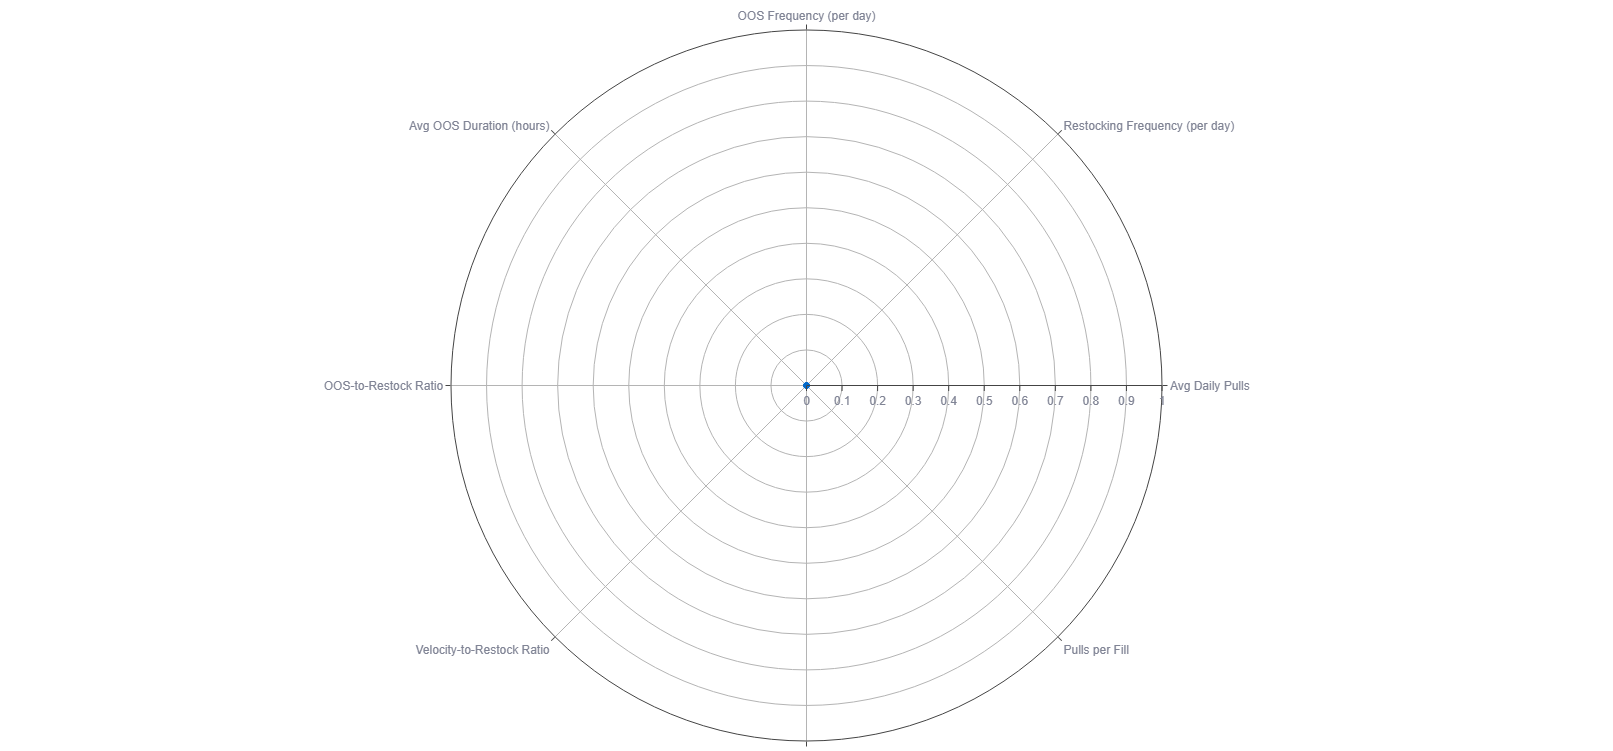 OOS Frequency (per day)
Avg OOS Duration (hours)
Restocking Frequency (per day)
OOS-to-Restock Ratio
Avg Daily Pulls
0 0.1 0.2 0.3 0.4 0.5 0.6 0.7 0.8 0.9 1
Velocity-to-Restock Ratio
Pulls per Fill